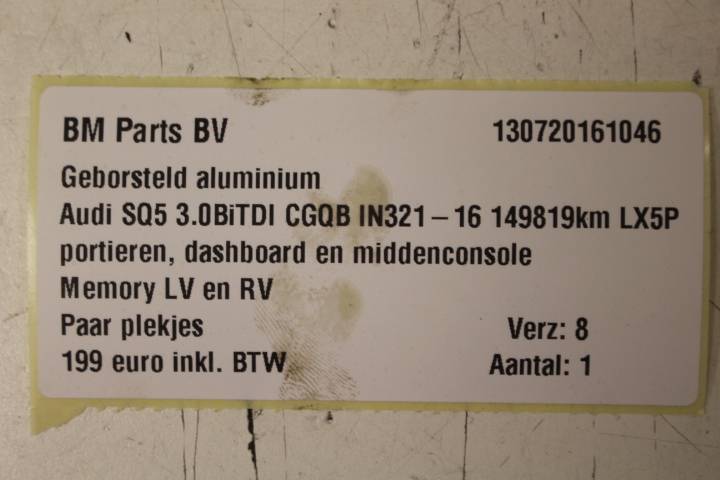 BM Parts BV 130720161046
Geborsteld aluminium
Audi SQ5 3.0BiTDI CGQB IN321-16 149819km LX5P
portieren, dashboard en middenconsole
Memory LV en RV
Paar plekjes Verz: 8
199 euro inkl. BTW Aantal: 1